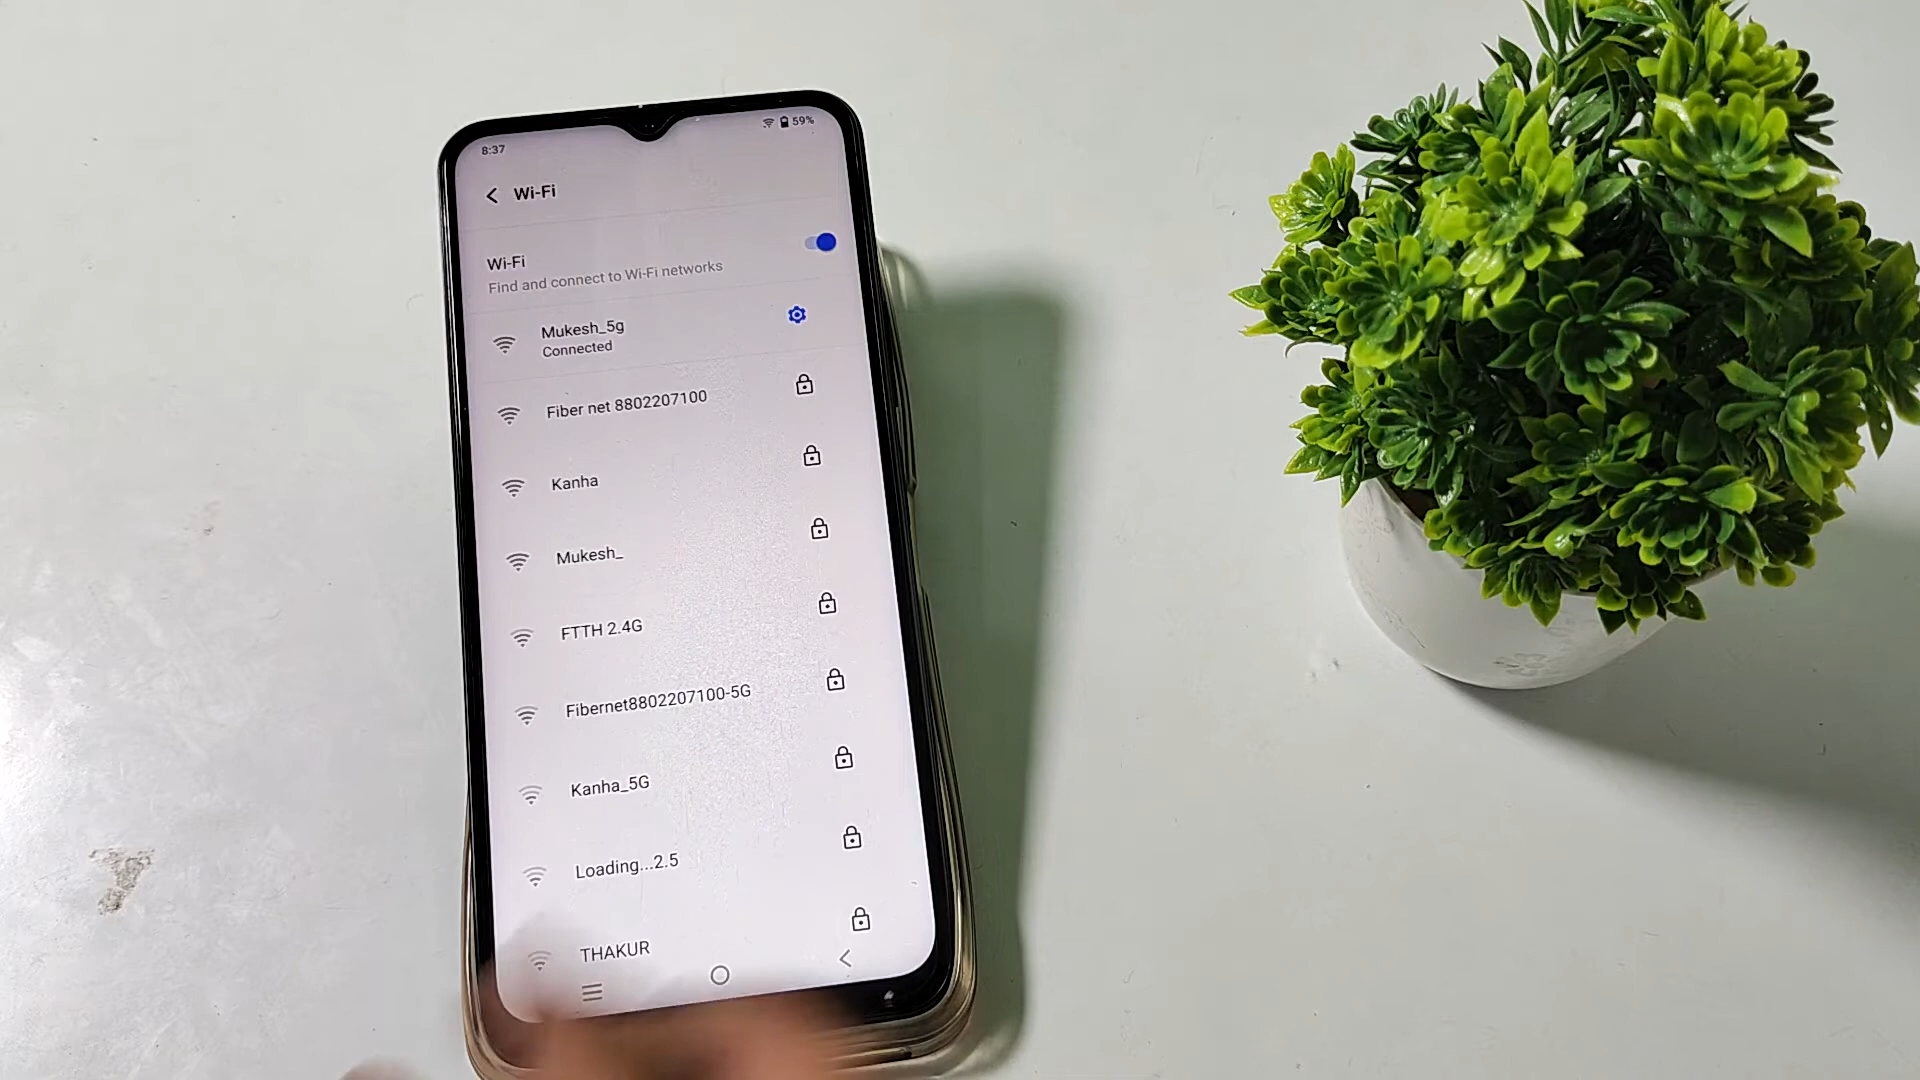 8:37
59%
Wi-Fi
Wi-Fi
Find and connect to Wi-Fi networks
Mukesh_5g
Connected
Fiber net 8802207100
Kanha
Mukesh_
FTTH 2.4G
Fibernet8802207100-5G
Kanha_5G
Loading...2.5
THAKUR